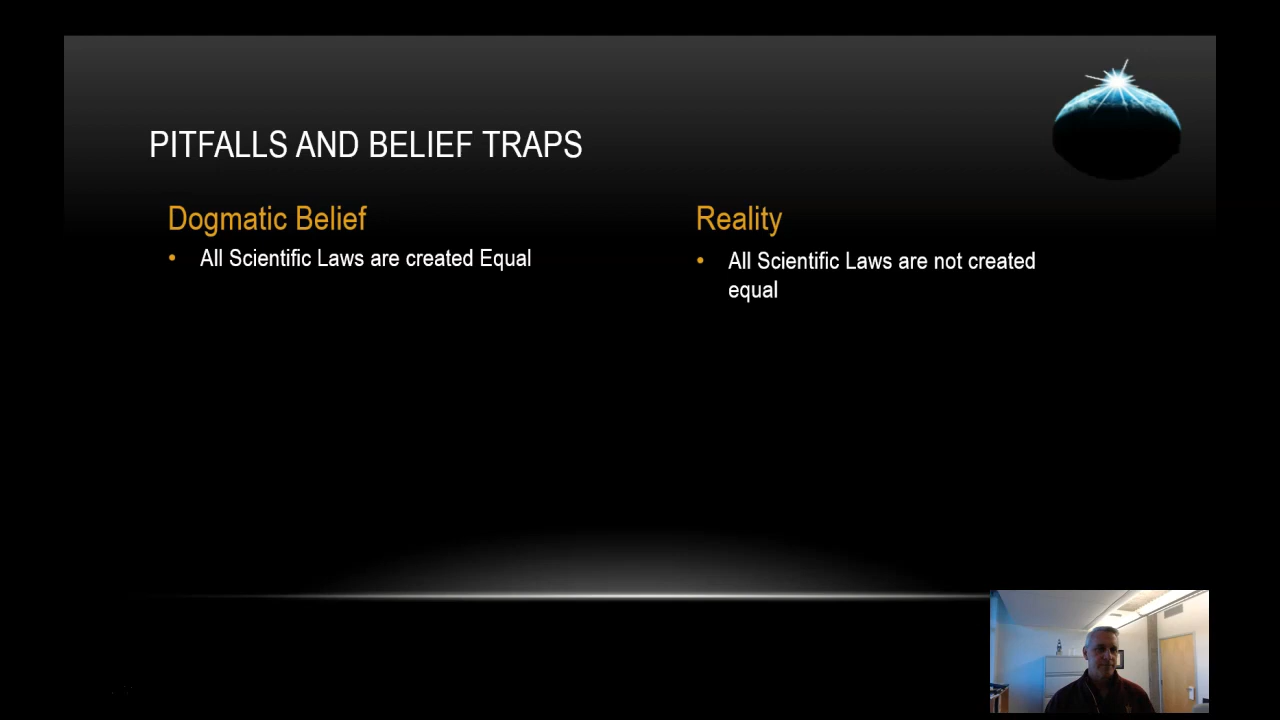 PITFALLS AND BELIEF TRAPS
Dogmatic Belief
• All Scientific Laws are created Equal
Reality
• All Scientific Laws are not created
equal